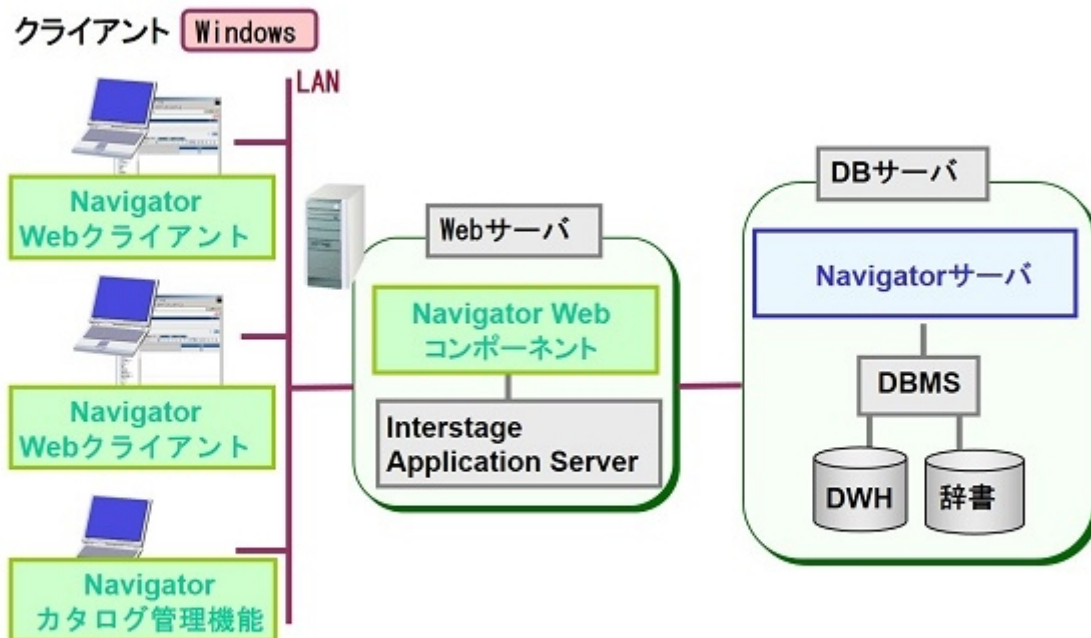 クライアント Windows
LAN
Navigator
Webクライアント
Navigator
Webクライアント
Navigator
カタログ管理機能
Webサーバ
Navigator Web
コンポーネント
Interstage
Application Server
DBサーバ
Navigatorサーバ
DBMS
DWH
辞書